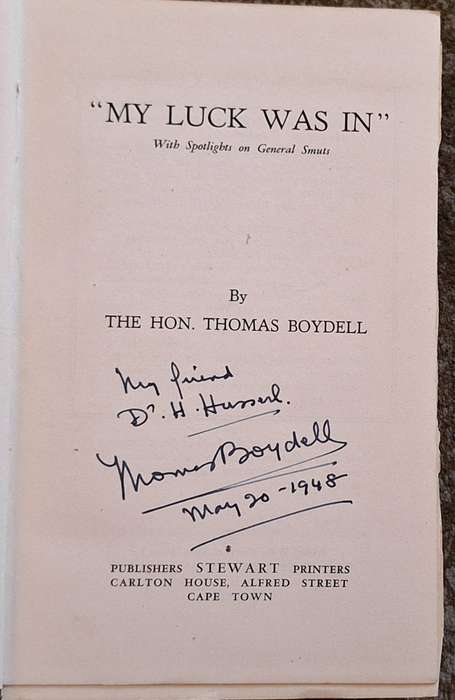 "MY LUCK WAS IN"
With Spotlights on General Smuts
By
THE HON. THOMAS BOYDELL
My friend
Dr. H. Husserl.
Thomas Boydell
May 20-1948
PUBLISHERS STEWART PRINTERS
CARLTON HOUSE, ALFRED STREET
CAPE TOWN